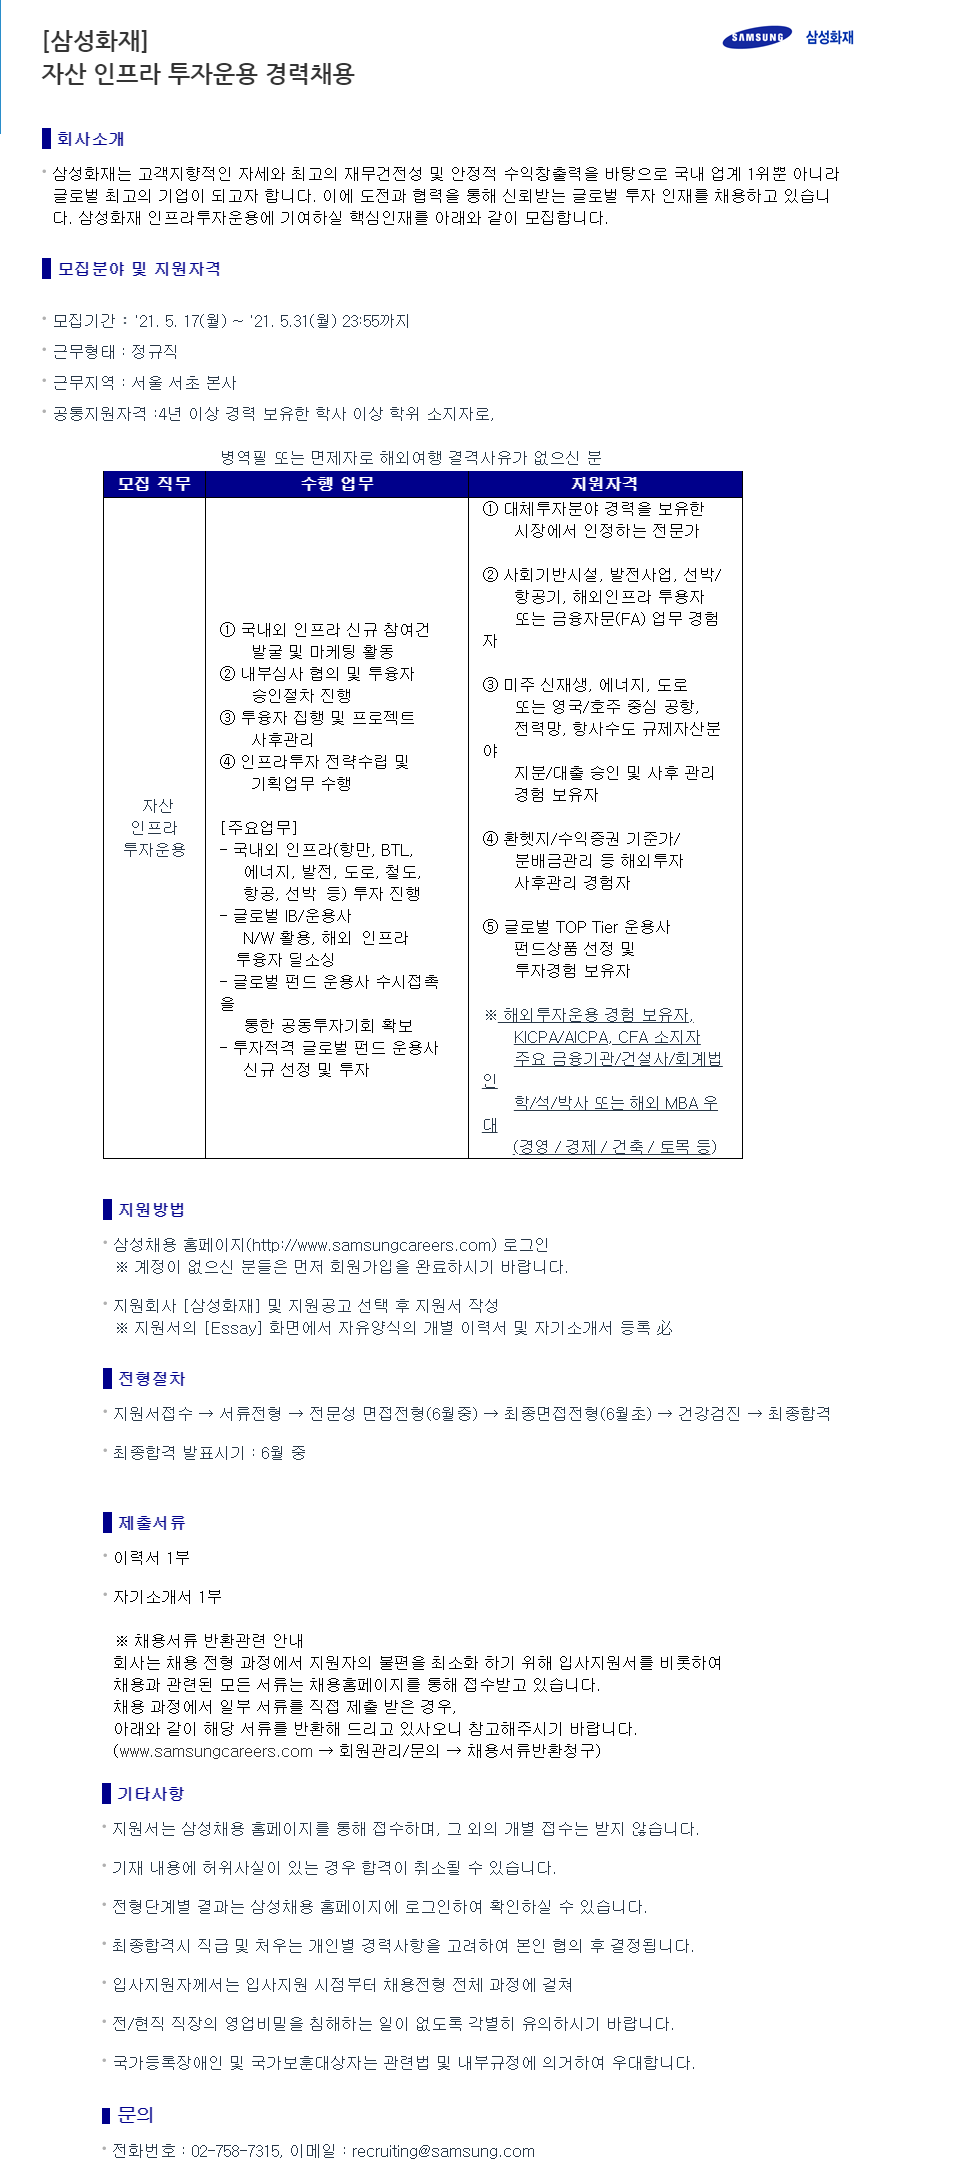 [삼성화재]
자산 인프라 투자운용 경력채용
SAMSUNG 삼성화재
회사소개
삼성화재는 고객지향적인 자세와 최고의 재무건전성 및 안정적 수익창출력을 바탕으로 국내 업계 1위뿐 아니라
글로벌 최고의 기업이 되고자 합니다. 이에 도전과 협력을 통해 신뢰받는 글로벌 투자 인재를 채용하고 있습니
다. 삼성화재 인프라투자운용에 기여하실 핵심인재를 아래와 같이 모집합니다.
모집분야 및 지원자격
모집기간 : '21. 5. 17(월) ~ '21. 5.31(월) 23:55까지
근무형태 : 정규직
근무지역 : 서울 서초 본사
공통지원자격 :4년 이상 경력 보유한 학사 이상 학위 소지자로,
병역필 또는 면제자로 해외여행 결격사유가 없으신 분
모집 직무 수행 업무 지원자격
자산
인프라
투자운용
① 국내외 인프라 신규 참여건
발굴 및 마케팅 활동
② 내부심사 협의 및 투융자
승인절차 진행
③ 투융자 집행 및 프로젝트
사후관리
④ 인프라투자 전략수립 및
기획업무 수행
[주요업무]
- 국내외 인프라(항만, BTL,
에너지, 발전, 도로, 철도,
항공, 선박 등) 투자 진행
- 글로벌 IB/운용사
N/W 활용, 해외 인프라
투융자 딜소싱
- 글로벌 펀드 운용사 수시접촉
을
통한 공동투자기회 확보
- 투자적격 글로벌 펀드 운용사
신규 선정 및 투자
① 대체투자분야 경력을 보유한
시장에서 인정하는 전문가
② 사회기반시설, 발전사업, 선박/
항공기, 해외인프라 투융자
또는 금융자문(FA) 업무 경험
자
③ 미주 신재생, 에너지, 도로
또는 영국/호주 중심 공항,
전력망, 항사수도 규제자산분
야
지분/대출 승인 및 사후 관리
경험 보유자
④ 환헷지/수익증권 기준가/
분배금관리 등 해외투자
사후관리 경험자
⑤ 글로벌 TOP Tier 운용사
펀드상품 선정 및
투자경험 보유자
※ 해외투자운용 경험 보유자,
KICPA/AICPA, CFA 소지자
주요 금융기관/건설사/회계법
인
학/석/박사 또는 해외 MBA 우
대
(경영 / 경제 / 건축 / 토목 등)
지원방법
삼성채용 홈페이지(http://www.samsungcareers.com) 로그인
※ 계정이 없으신 분들은 먼저 회원가입을 완료하시기 바랍니다.
지원회사 [삼성화재] 및 지원공고 선택 후 지원서 작성
※ 지원서의 [Essay] 화면에서 자유양식의 개별 이력서 및 자기소개서 등록 必
전형절차
지원서접수 → 서류전형 → 전문성 면접전형(6월중) → 최종면접전형(6월초) → 건강검진 → 최종합격
최종합격 발표시기 : 6월 중
제출서류
이력서 1부
자기소개서 1부
※ 채용서류 반환관련 안내
회사는 채용 전형 과정에서 지원자의 불편을 최소화 하기 위해 입사지원서를 비롯하여
채용과 관련된 모든 서류는 채용홈페이지를 통해 접수받고 있습니다.
채용 과정에서 일부 서류를 직접 제출 받은 경우,
아래와 같이 해당 서류를 반환해 드리고 있사오니 참고해주시기 바랍니다.
(www.samsungcareers.com → 회원관리/문의 → 채용서류반환청구)
기타사항
지원서는 삼성채용 홈페이지를 통해 접수하며, 그 외의 개별 접수는 받지 않습니다.
기재 내용에 허위사실이 있는 경우 합격이 취소될 수 있습니다.
전형단계별 결과는 삼성채용 홈페이지에 로그인하여 확인하실 수 있습니다.
최종합격시 직급 및 처우는 개인별 경력사항을 고려하여 본인 협의 후 결정됩니다.
입사지원자께서는 입사지원 시점부터 채용전형 전체 과정에 걸쳐
전/현직 직장의 영업비밀을 침해하는 일이 없도록 각별히 유의하시기 바랍니다.
국가등록장애인 및 국가보훈대상자는 관련법 및 내부규정에 의거하여 우대합니다.
문의
전화번호 : 02-758-7315, 이메일 : recruiting@samsung.com